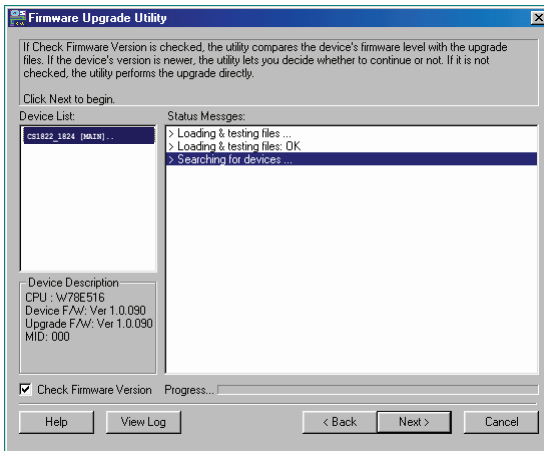 Firmware Upgrade Utility
If Check Firmware Version is checked, the utility compares the device's firmware level with the upgrade
files. If the device's version is newer, the utility lets you decide whether to continue or not. If it is not
checked, the utility performs the upgrade directly.
Click Next to begin.
Device List:
CS1822_1824 [MAIN]..
Status Messges:
> Loading & testing files ...
> Loading & testing files: OK
> Searching for devices ...
Device Description
CPU : W78E516
Device F/W: Ver 1.0.090
Upgrade F/W: Ver 1.0.090
MID: 000
Check Firmware Version
Progress...
Help
View Log
< Back
Next >
Cancel